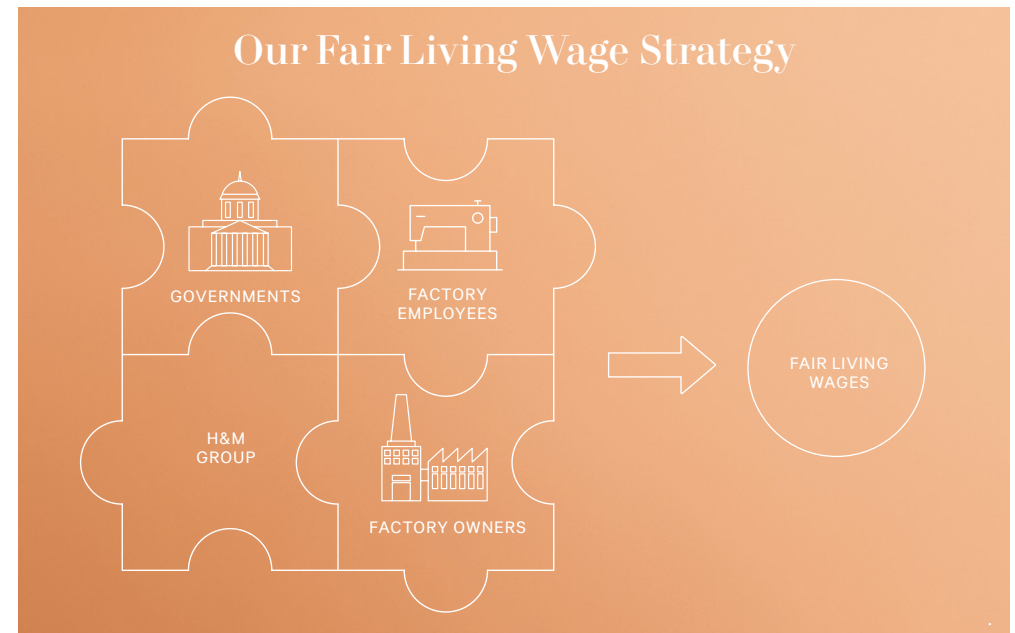 Our Fair Living Wage Strategy
GOVERNMENTS
FACTORY
EMPLOYEES
H&M
GROUP
FACTORY OWNERS
FAIR LIVING
WAGES